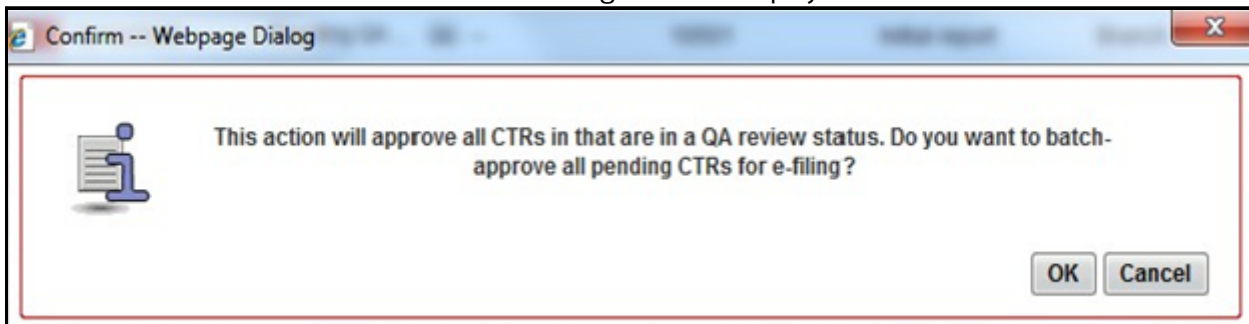 Confirm -- Webpage Dialog
This action will approve all CTRs in that are in a QA review status. Do you want to batch-
approve all pending CTRs for e-filing?
OK Cancel